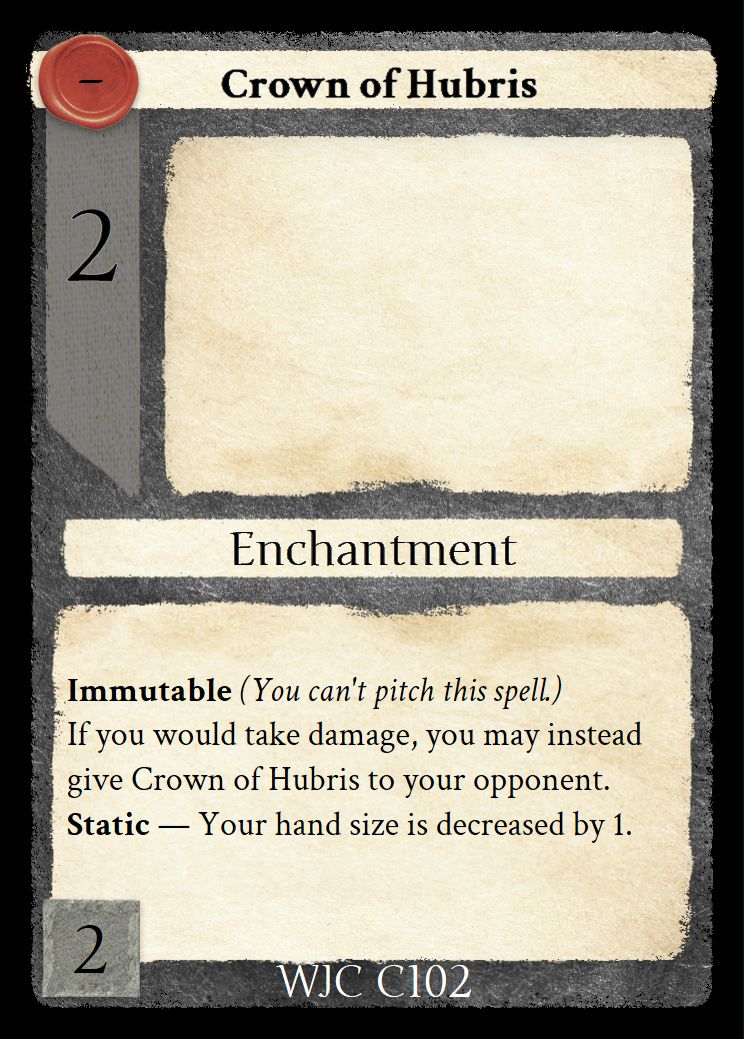 –
Crown of Hubris
2
Enchantment
Immutable (You can't pitch this spell.)
If you would take damage, you may instead
give Crown of Hubris to your opponent.
Static — Your hand size is decreased by 1.
2
WJC C102